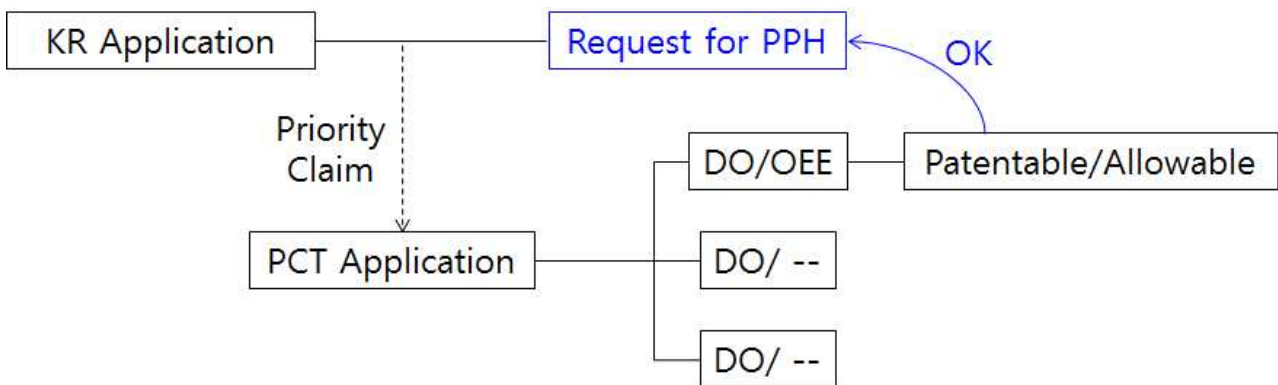 KR Application
Request for PPH
OK
Priority
Claim
DO/OEE
Patentable/Allowable
PCT Application
DO/ --
DO/ --